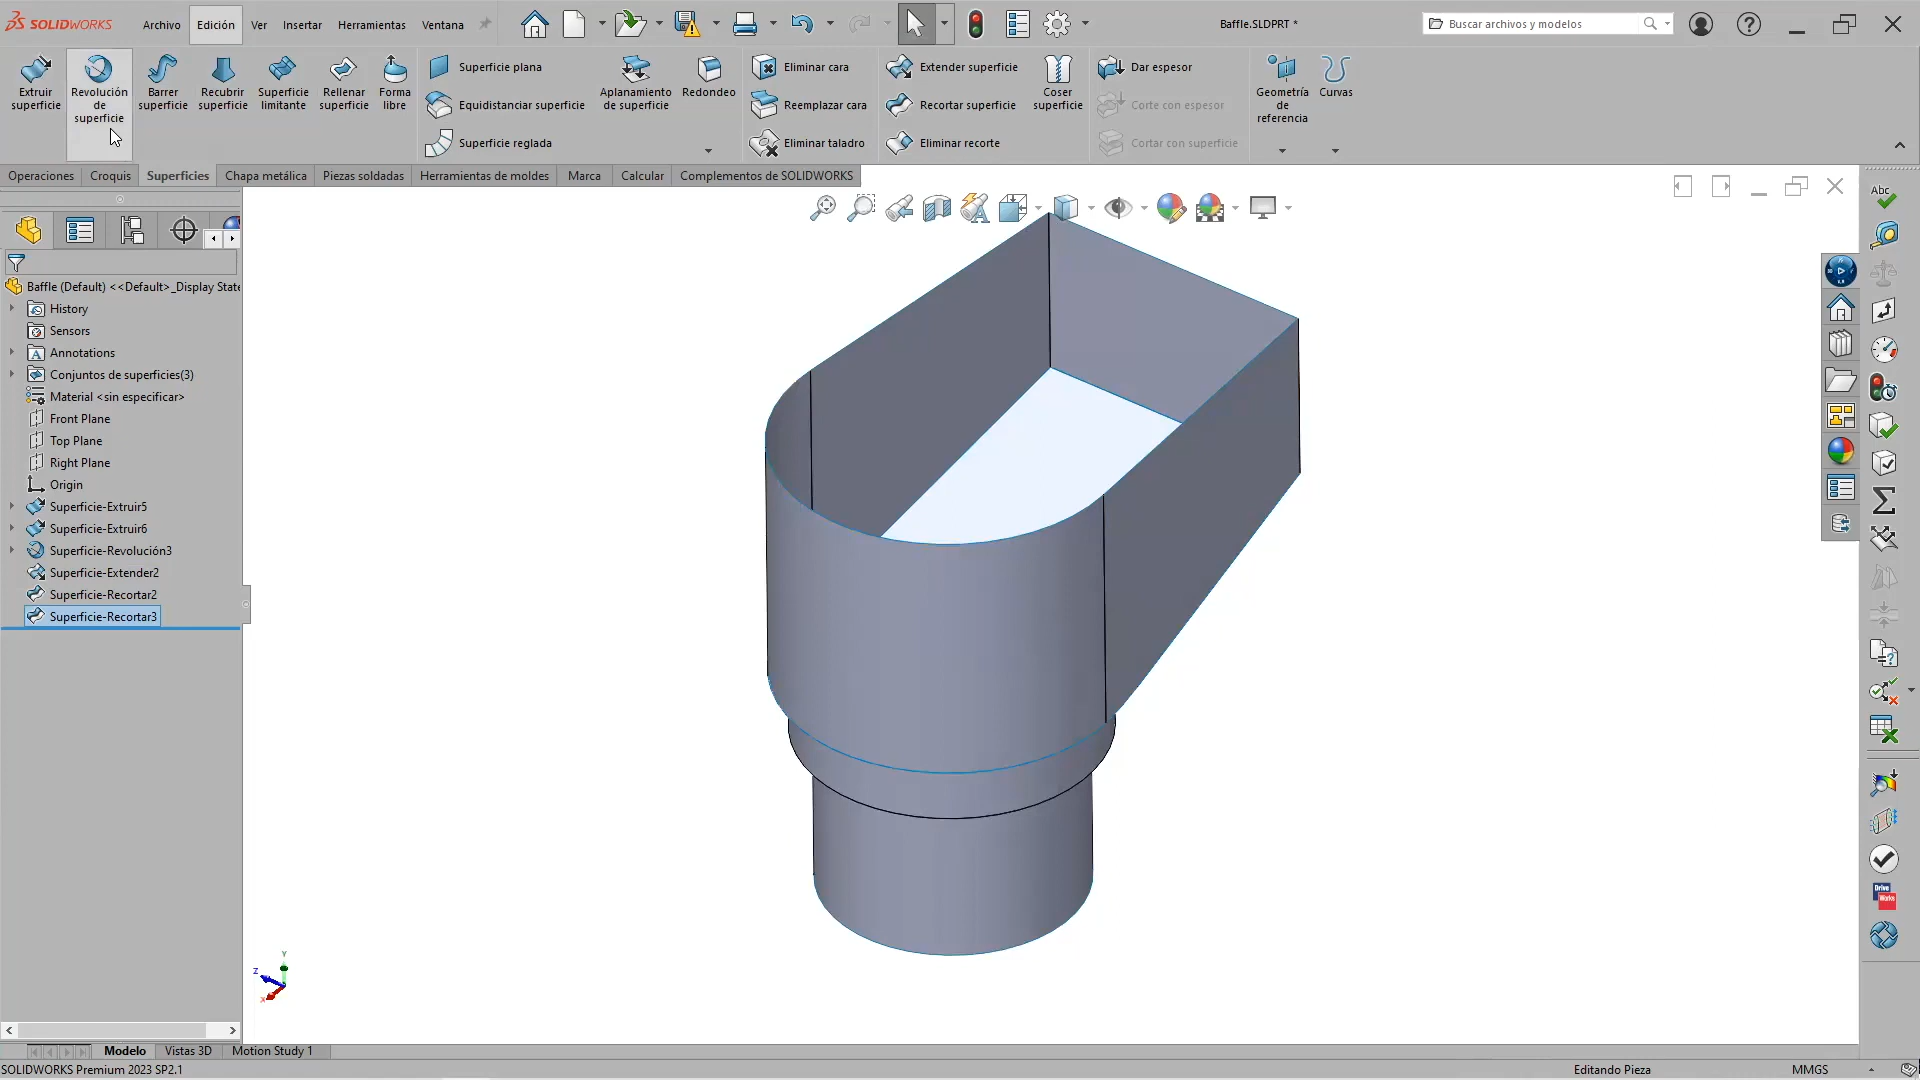 SOLIDWORKS
Archivo
Edición
Ver
Insertar
Herramientas
Ventana
Baffle.SLDPRT *
Buscar archivos y modelos
Extruir superficie
Revolución de superficie
Barrer superficie
Recubrir superficie
Superficie limitante
Rellenar superficie
Forma libre
Superficie plana
Equidistanciar superficie
Superficie reglada
Aplanamiento de superficie
Redondeo
Eliminar cara
Reemplazar cara
Eliminar taladro
Extender superficie
Recortar superficie
Eliminar recorte
Coser superficie
Dar espesor
Corte con espesor
Cortar con superficie
Geometría de referencia
Curvas
Operaciones
Croquis
Superficies
Chapa metálica
Piezas soldadas
Herramientas de moldes
Marca
Calcular
Complementos de SOLIDWORKS
Abc
Baffle (Default) <<Default>_Display State
History
Sensors
Annotations
Conjuntos de superficies(3)
Material <sin especificar>
Front Plane
Top Plane
Right Plane
Origin
Superficie-Extruir5
Superficie-Extruir6
Superficie-Revolución3
Superficie-Extender2
Superficie-Recortar2
Superficie-Recortar3
Drive
Works
Y
Z
X
Modelo
Vistas 3D
Motion Study 1
SOLIDWORKS Premium 2023 SP2.1
Editando Pieza
MMGS